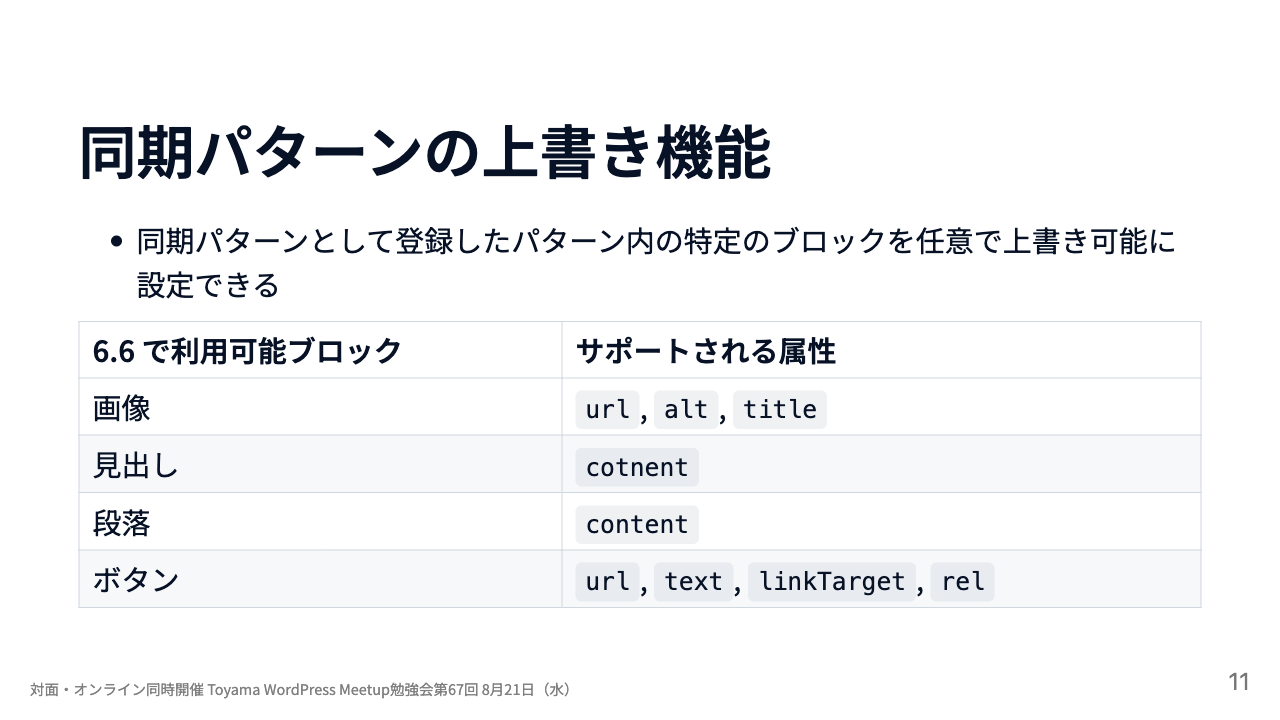 同期パターンの上書き機能
• 同期パターンとして登録したパターン内の特定のブロックを任意で上書き可能に
設定できる
6.6 で利用可能ブロック サポートされる属性
画像 url, alt, title
見出し cotnent
段落 content
ボタン url, text, linkTarget, rel
対面・オンライン同時開催 Toyama WordPress Meetup勉強会第67回 8月21日（水）
11